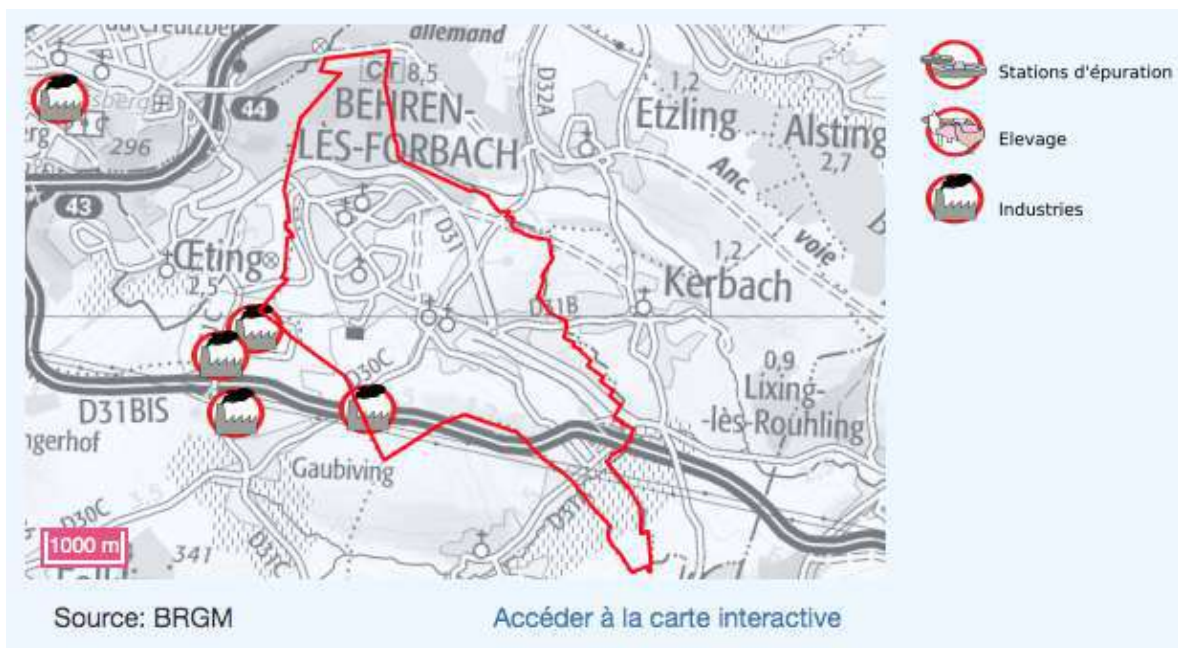 allemand
44
CT 8,5
BEHREN-
LÈS-FORBACH
D32A
1,2
Etzling
Alsting
2,7
296
43
Anc.
voie
Œting
2,5
D31
1,2
Kerbach
D31B
D30C
0,9
Lixing-
-lès-Rouhling
D31BIS
ngerhof
Gaubiving
D30C
D31C
1000 m
341
Stations d'épuration
Elevage
Industries
Source: BRGM
Accéder à la carte interactive